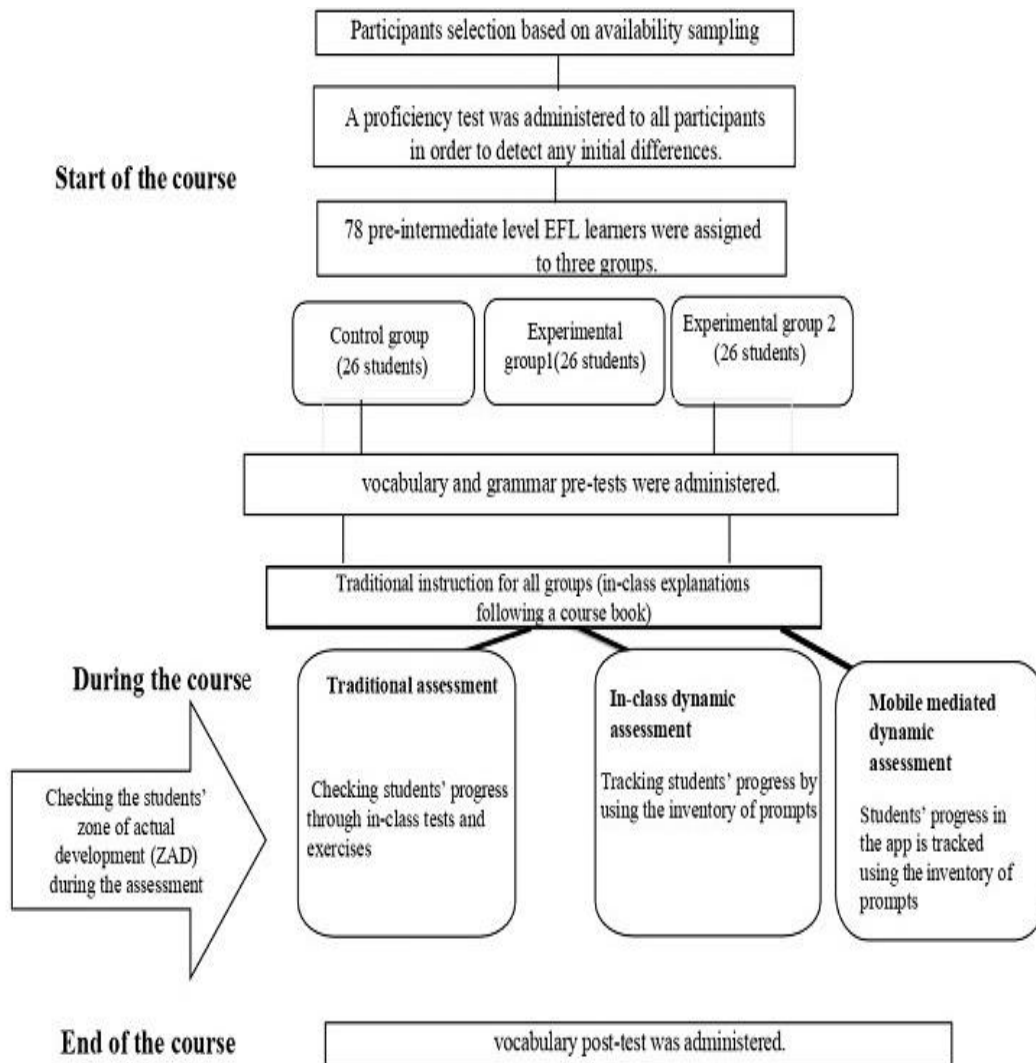 Participants selection based on availability sampling
A proficiency test was administered to all participants
in order to detect any initial differences.
Start of the course
78 pre-intermediate level EFL learners were assigned
to three groups.
Control group
(26 students)
Experimental
group1(26 students)
Experimental group 2
(26 students)
vocabulary and grammar pre-tests were administered.
Traditional instruction for all groups (in-class explanations
following a course book)
During the course
Checking the students’
zone of actual
development (ZAD)
during the assessment
Traditional assessment
Checking students’ progress
through in-class tests and
exercises
In-class dynamic
assessment
Tracking students’ progress by
using the inventory of prompts
Mobile mediated
dynamic
assessment
Students’ progress in
the app is tracked
using the inventory of
prompts
End of the course
vocabulary post-test was administered.